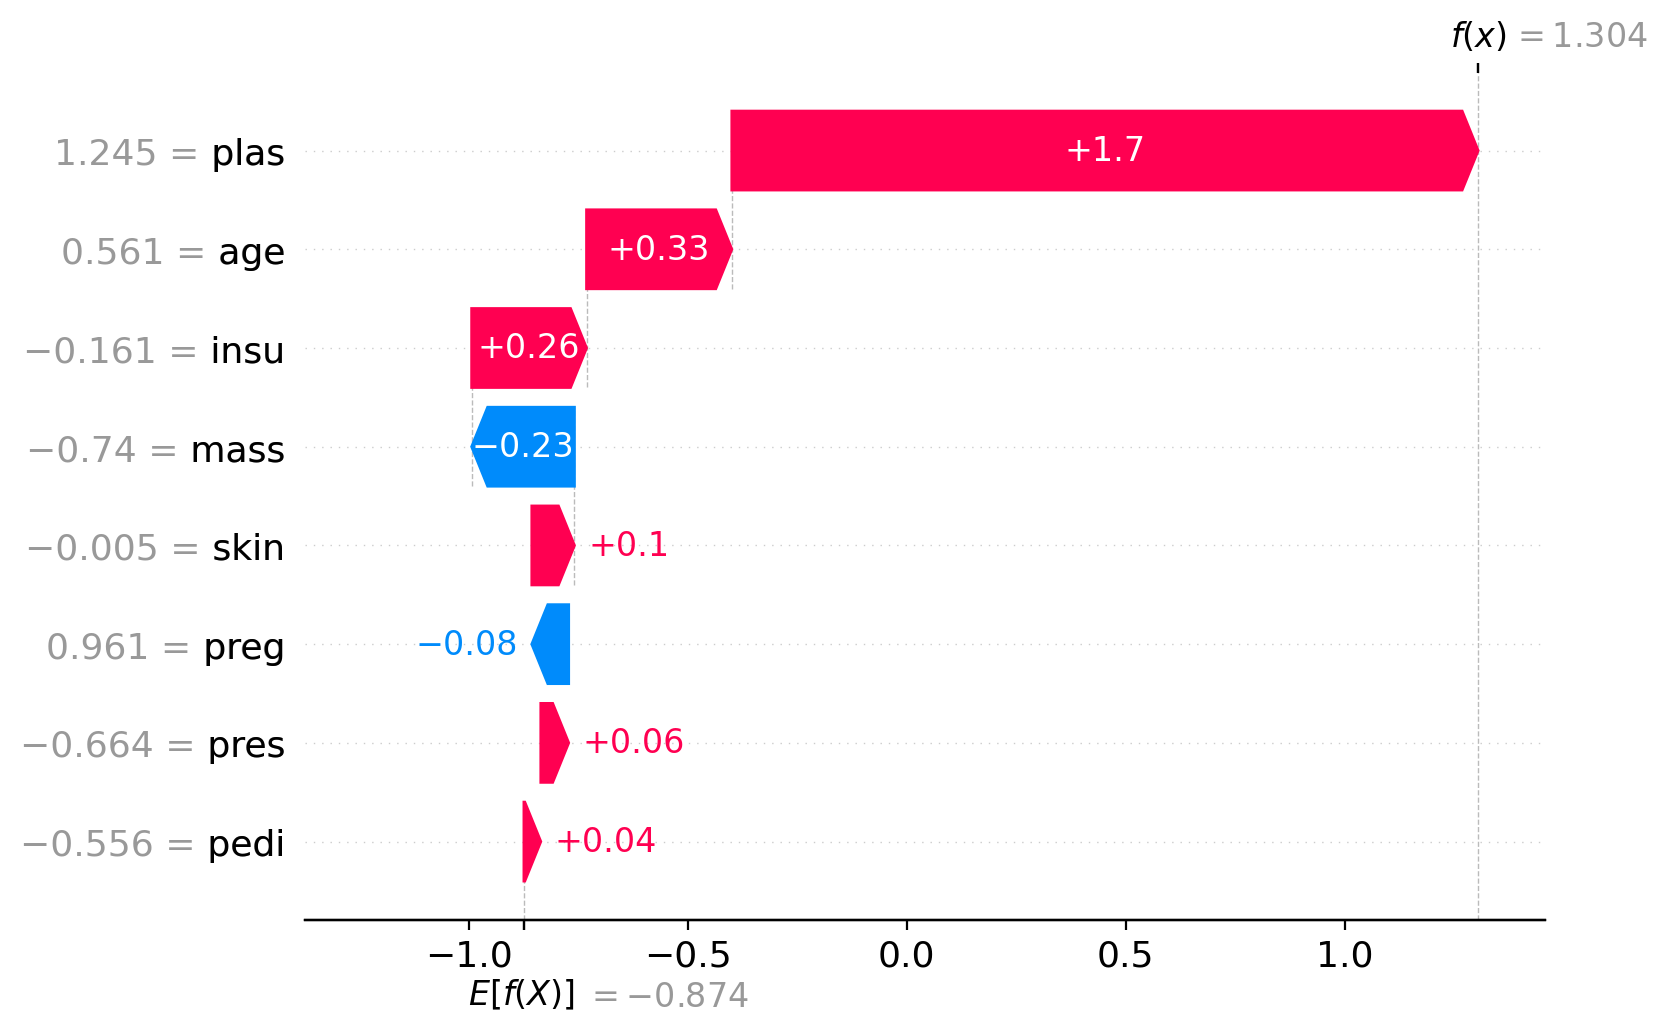 f(x) = 1.304
1.245 = plas
+1.7
0.561 = age
+0.33
−0.161 = insu
+0.26
−0.74 = mass
−0.23
−0.005 = skin
+0.1
0.961 = preg
−0.08
−0.664 = pres
+0.06
−0.556 = pedi
+0.04
−1.0 −0.5 0.0 0.5 1.0
E[f(X)] = −0.874